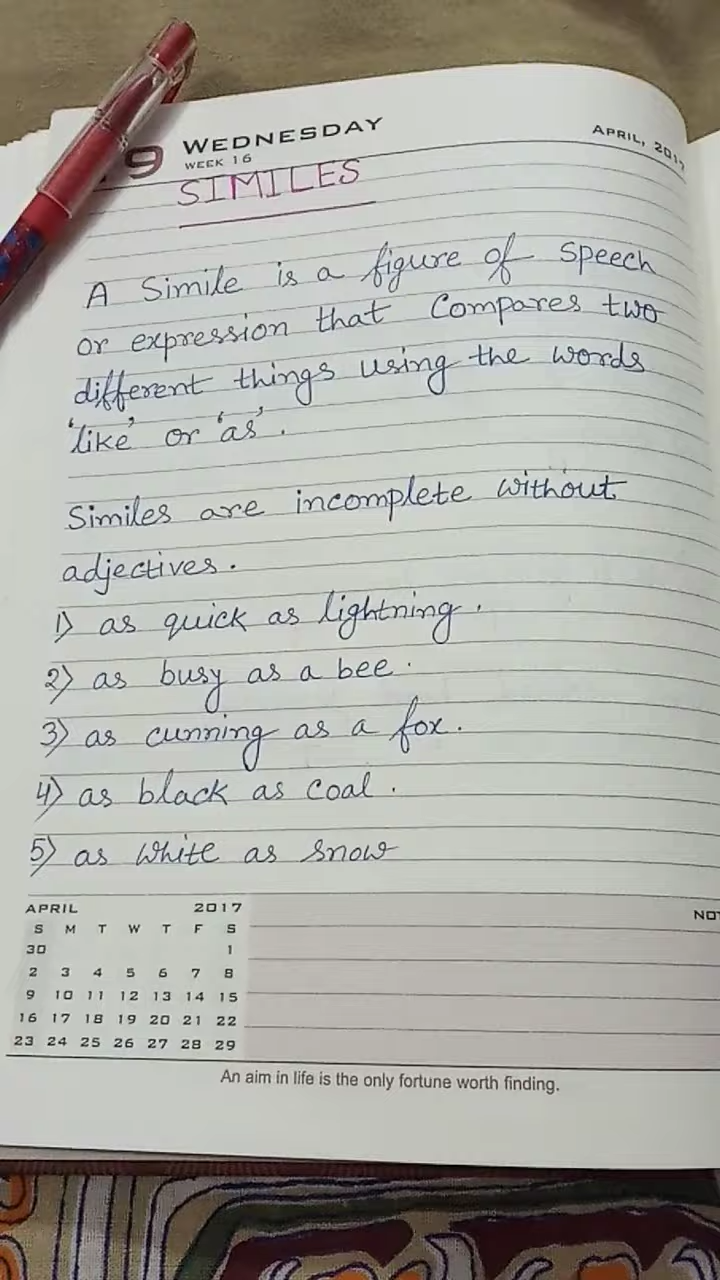 9 WEDNESDAY APRIL, 2017
WEEK 16
SIMILES
A Simile is a figure of speech
or expression that Compares two
different things using the words
'like' or 'as'.
Similes are incomplete without
adjectives.
1) as quick as lightning.
2) as busy as a bee.
3) as cunning as a fox.
4) as black as coal.
5) as white as snow
APRIL 2017
S M T W T F S
30 1
2 3 4 5 6 7 8
9 10 11 12 13 14 15
16 17 18 19 20 21 22
23 24 25 26 27 28 29
An aim in life is the only fortune worth finding.